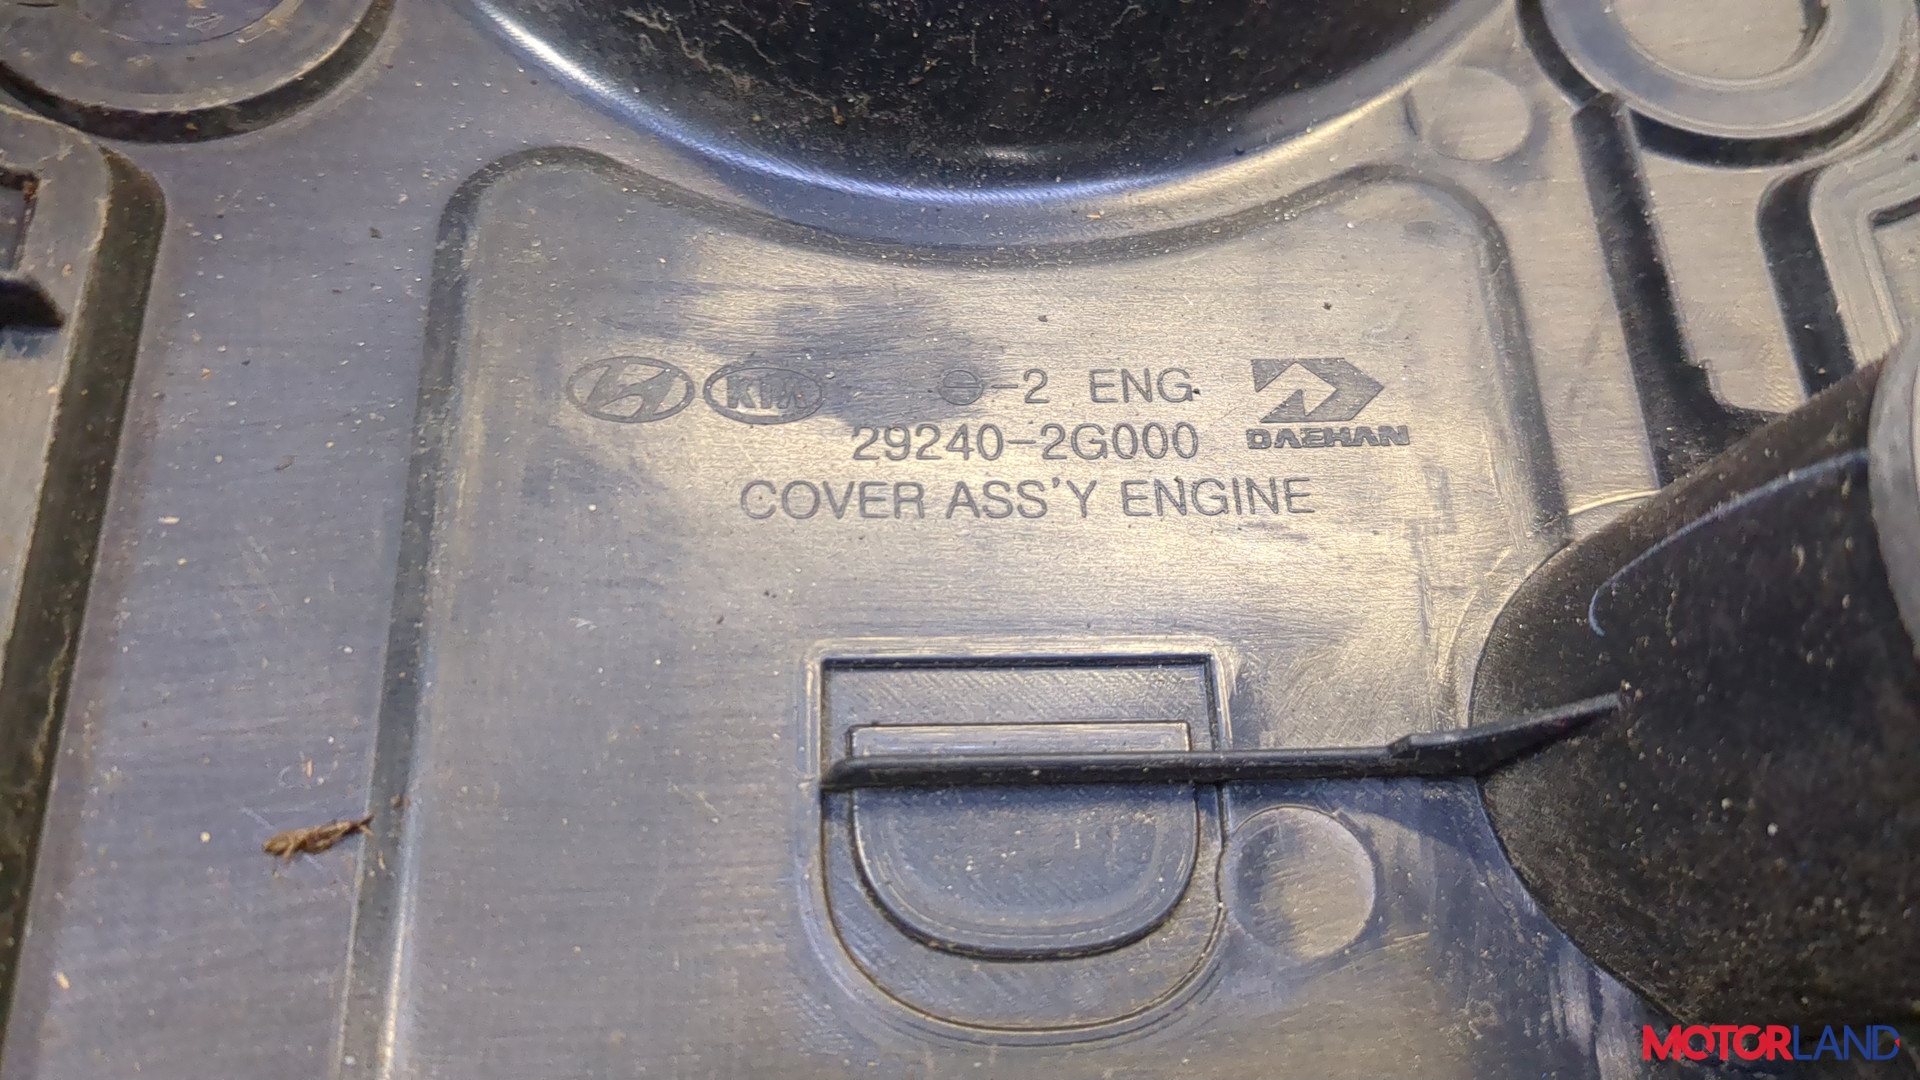 KIA Θ-2 ENG.
DAEHAN
29240-2G000
COVER ASS'Y ENGINE
MOTORLAND